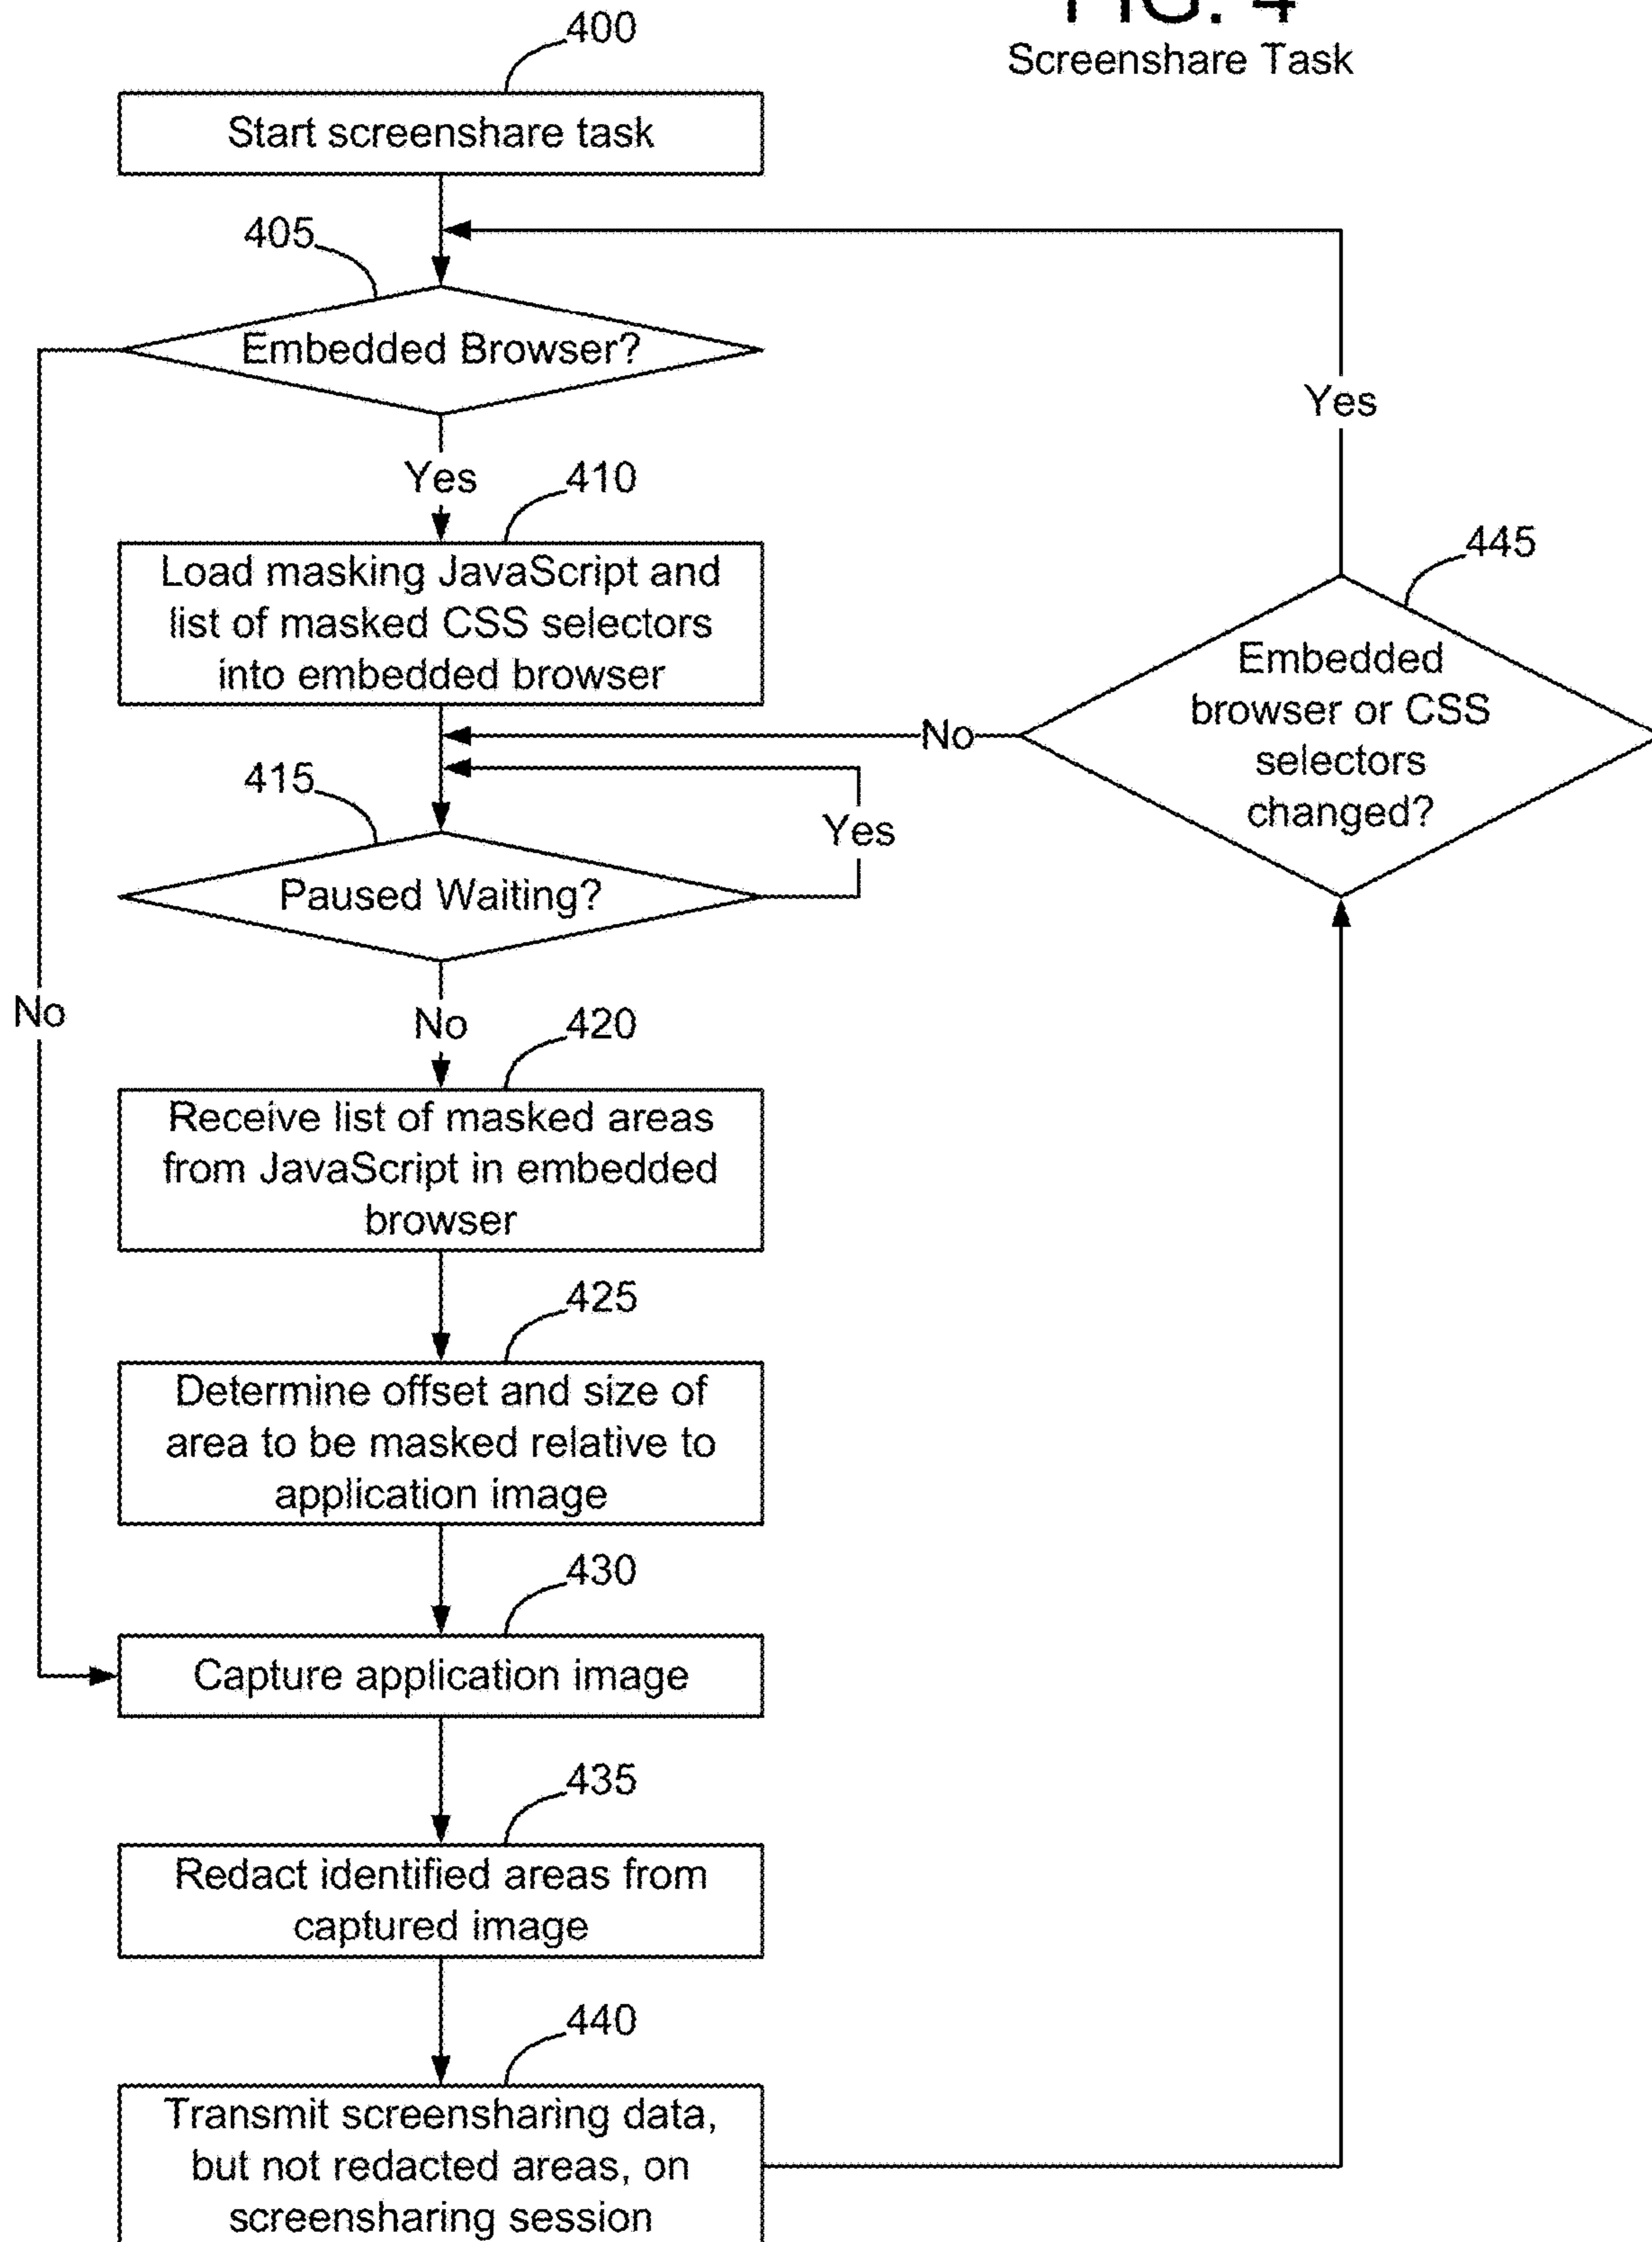 FIG. 4
Screenshare Task
400
Start screenshare task
405
Embedded Browser?
Yes
410
Load masking JavaScript and
list of masked CSS selectors
into embedded browser
Yes
445
Embedded
browser or CSS
selectors
changed?
No
415
Yes
Paused Waiting?
No
No
420
Receive list of masked areas
from JavaScript in embedded
browser
425
Determine offset and size of
area to be masked relative to
application image
430
Capture application image
435
Redact identified areas from
captured image
440
Transmit screensharing data,
but not redacted areas, on
screensharing session